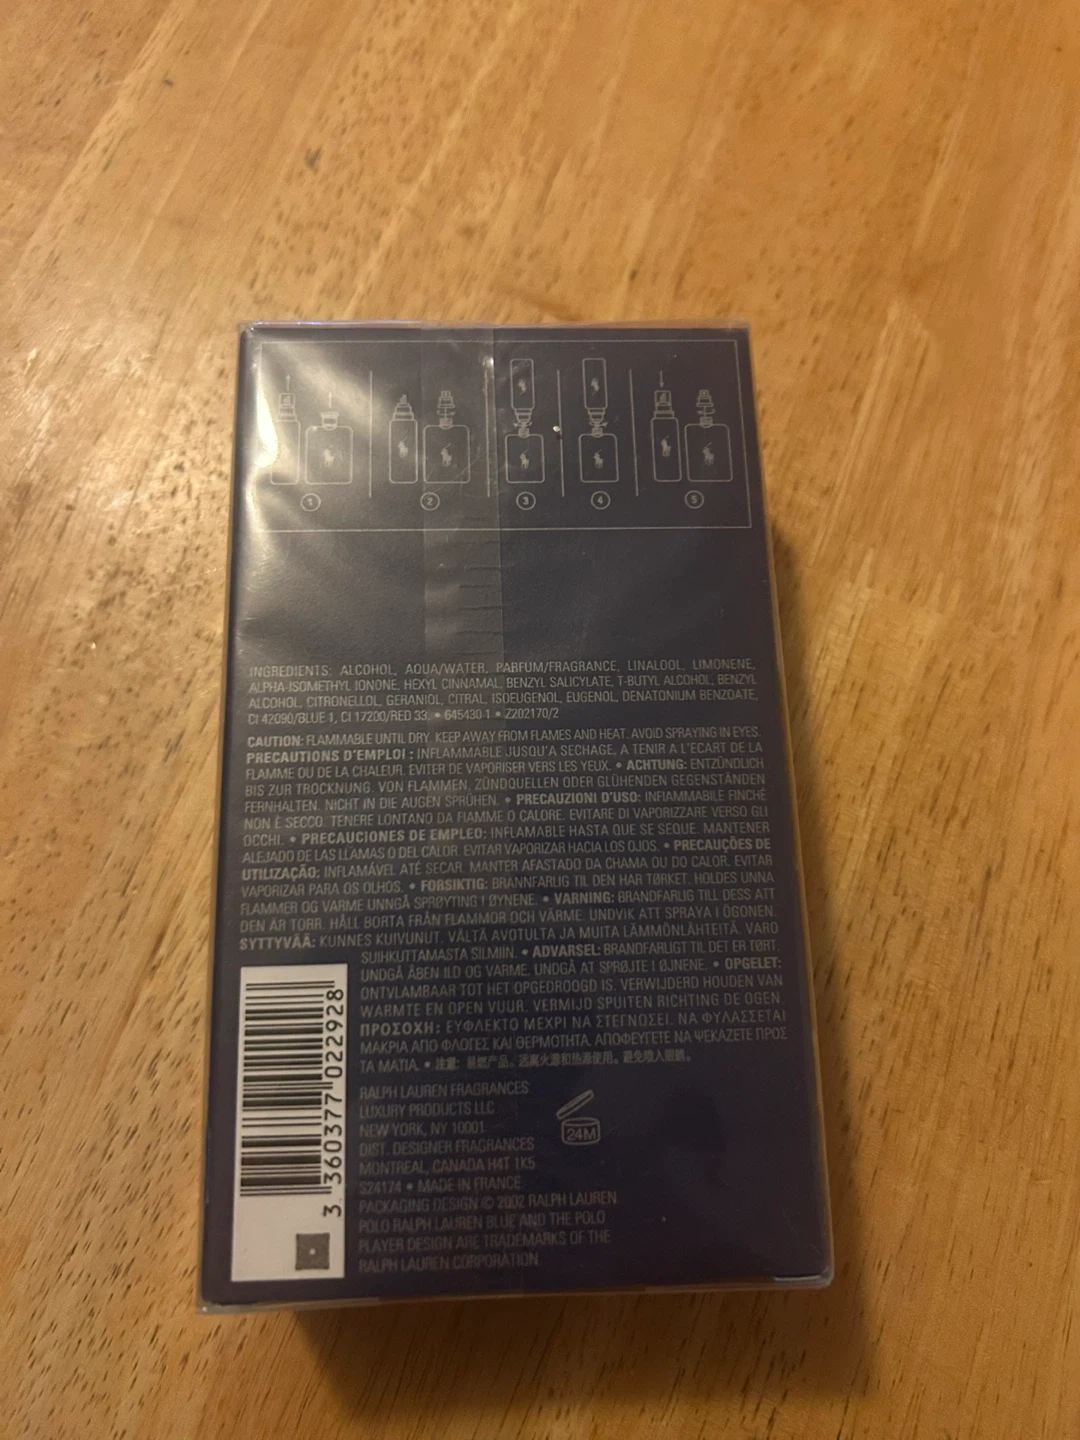 1 2 3 4 5
INGREDIENTS: ALCOHOL, AQUA/WATER, PARFUM/FRAGRANCE, LINALOOL, LIMONENE,
ALPHA-ISOMETHYL IONONE, HEXYL CINNAMAL, BENZYL SALICYLATE, T-BUTYL ALCOHOL, BENZYL
ALCOHOL, CITRONELLOL, GERANIOL, CITRAL, ISOEUGENOL, EUGENOL, DENATONIUM BENZOATE,
CI 42090/BLUE 1, CI 17200/RED 33. • 645430 1 • Z202170/2
CAUTION: FLAMMABLE UNTIL DRY. KEEP AWAY FROM FLAMES AND HEAT. AVOID SPRAYING IN EYES.
PRECAUTIONS D'EMPLOI : INFLAMMABLE JUSQU'A SECHAGE, A TENIR A L'ECART DE LA
FLAMME OU DE LA CHALEUR. EVITER DE VAPORISER VERS LES YEUX. • ACHTUNG: ENTZÜNDLICH
BIS ZUR TROCKNUNG. VON FLAMMEN, ZÜNDQUELLEN ODER GLÜHENDEN GEGENSTÄNDEN
FERNHALTEN. NICHT IN DIE AUGEN SPRÜHEN. • PRECAUZIONI D'USO: INFIAMMABILE FINCHÉ
NON È SECCO. TENERE LONTANO DA FIAMME O CALORE. EVITARE DI VAPORIZZARE VERSO GLI
OCCHI. • PRECAUCIONES DE EMPLEO: INFLAMABLE HASTA QUE SE SEQUE. MANTENER
ALEJADO DE LAS LLAMAS O DEL CALOR. EVITAR VAPORIZAR HACIA LOS OJOS. • PRECAUÇÕES DE
UTILIZAÇÃO: INFLAMÁVEL ATÉ SECAR. MANTER AFASTADO DA CHAMA OU DO CALOR. EVITAR
VAPORIZAR PARA OS OLHOS. • FORSIKTIG: BRANNFARLIG TIL DEN HAR TØRKET. HOLDES UNNA
FLAMMER OG VARME UNNGÅ SPRØYTING I ØYNENE. • VARNING: BRANDFARLIG TILL DESS ATT
DEN ÄR TORR. HÅLL BORTA FRÅN FLAMMOR OCH VÄRME. UNDVIK ATT SPRAYA I ÖGONEN.
SYTTYVÄÄ: KUNNES KUIVUNUT. VÄLTÄ AVOTULTA JA MUITA LÄMMÖNLÄHTEITÄ. VARO
SUIHKUTTAMASTA SILMIIN. • ADVARSEL: BRANDFARLIGT TIL DET ER TØRT.
UNDGÅ ÅBEN ILD OG VARME. UNDGÅ AT SPRØJTE I ØJNENE. • OPGELET:
ONTVLAMBAAR TOT HET OPGEDROOGD IS. VERWIJDERD HOUDEN VAN
WARMTE EN OPEN VUUR. VERMIJD SPUITEN RICHTING DE OGEN.
ΠΡΟΣΟΧΗ: ΕΥΦΛΕΚΤΟ ΜΕΧΡΙ ΝΑ ΣΤΕΓΝΩΣΕΙ. ΝΑ ΦΥΛΑΣΣΕΤΑΙ
ΜΑΚΡΙΑ ΑΠΟ ΦΛΟΓΕΣ ΚΑΙ ΘΕΡΜΟΤΗΤΑ. ΑΠΟΦΕΥΓΕΤΕ ΝΑ ΨΕΚΑΖΕΤΕ ΠΡΟΣ
ΤΑ ΜΑΤΙΑ. • 注意: 易燃产品。远离火源和热源使用。避免喷入眼睛。
3 360377 022928
RALPH LAUREN FRAGRANCES
LUXURY PRODUCTS LLC
NEW YORK, NY 10001
DIST. DESIGNER FRAGRANCES
MONTREAL, CANADA H4T 1K5
S24174 • MADE IN FRANCE
PACKAGING DESIGN © 2002 RALPH LAUREN
POLO RALPH LAUREN BLUE AND THE POLO
PLAYER DESIGN ARE TRADEMARKS OF THE
RALPH LAUREN CORPORATION.
24M